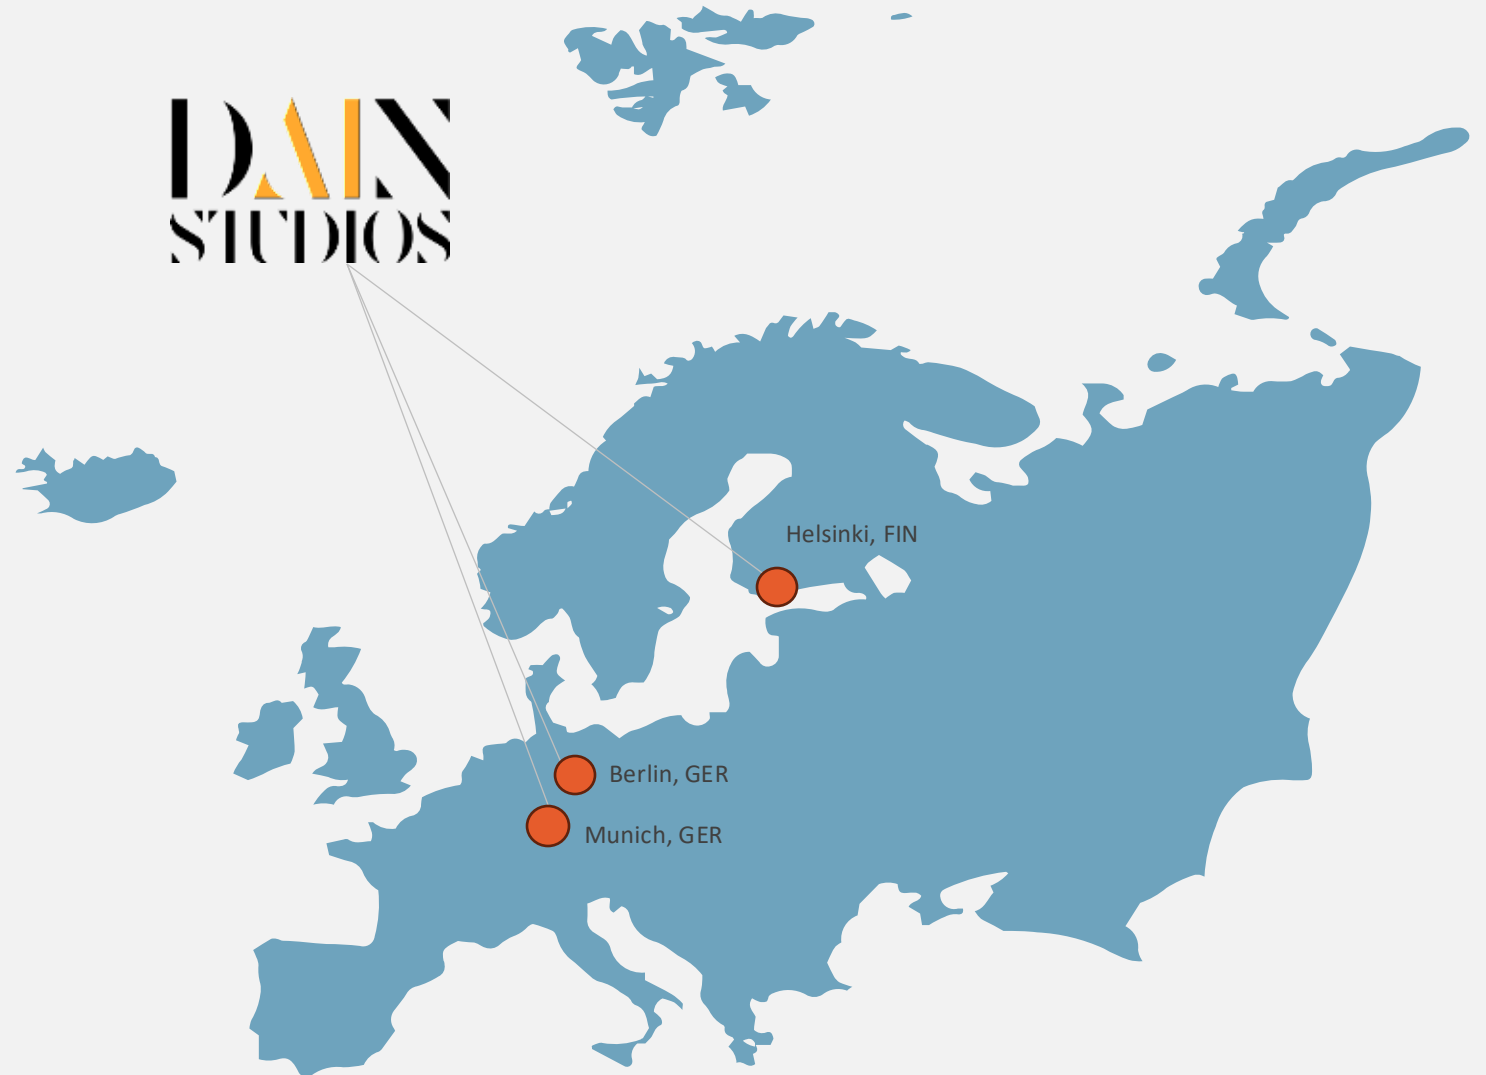 DAIN
STUDIOS
Helsinki, FIN
Berlin, GER
Munich, GER